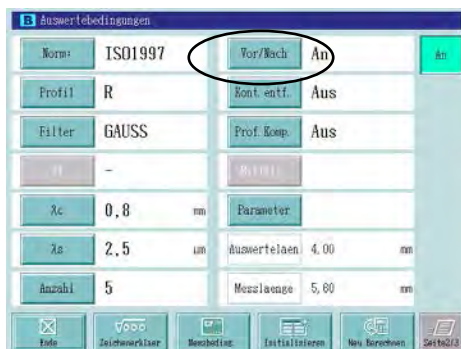 B Auswertebedingungen
Norm: ISO1997
Vor/Nach An
An
Profil R
Kont. entf. Aus
Filter GAUSS
Prof. Komp. Aus
-
λc 0,8 mm
Parameter
λs 2,5 μm
Auswertelaen 4,00 mm
Anzahl 5
Messlaenge 5,60 mm
Ende
Zeichenerklaer
Messbeding.
Initialisieren
Neu Berechnen
Seite2/3